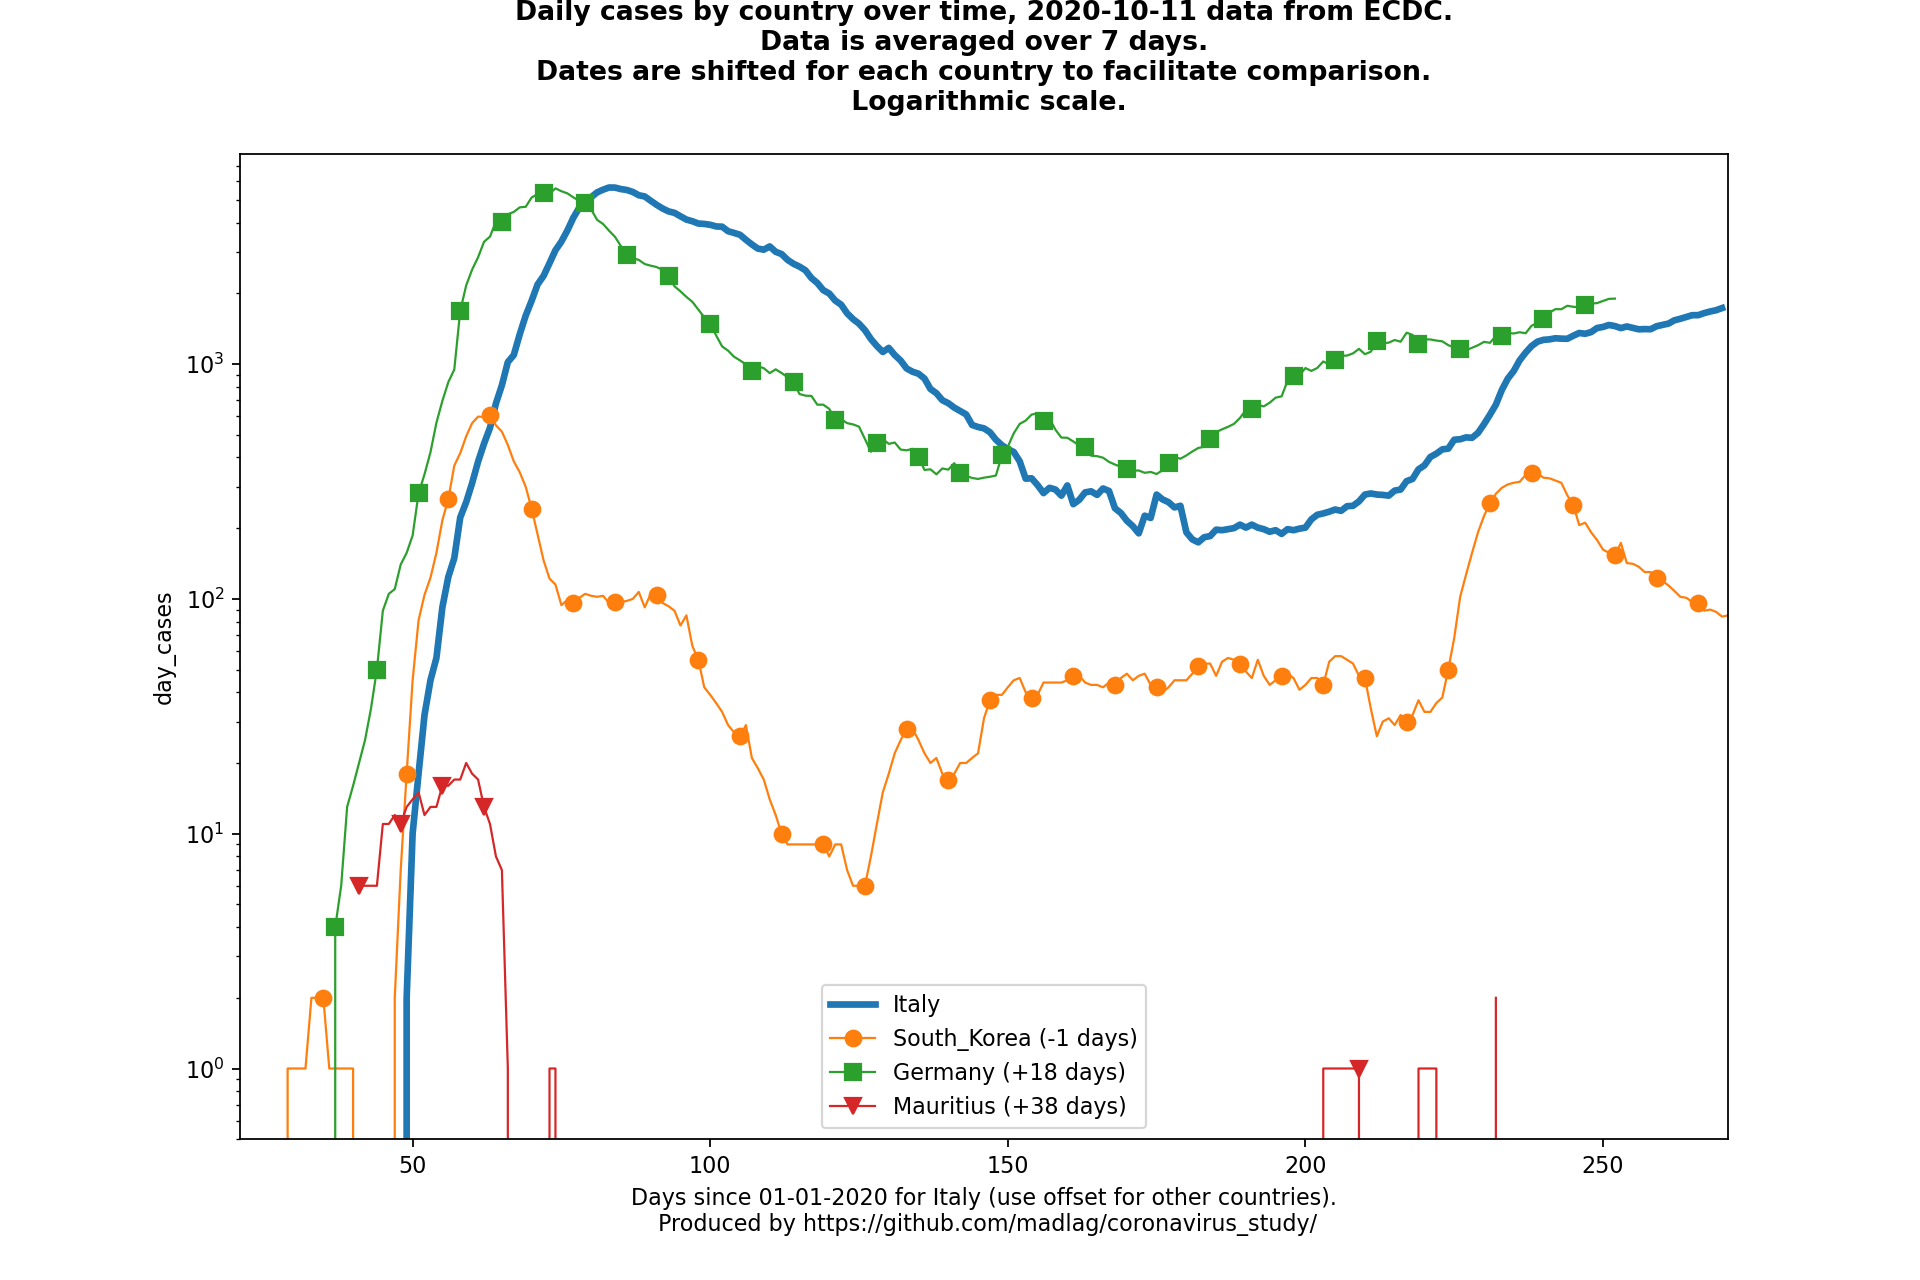 Daily cases by country over time, 2020-10-11 data from ECDC.
Data is averaged over 7 days.
Dates are shifted for each country to facilitate comparison.
Logarithmic scale.
day_cases
10³
10²
10¹
10⁰
Italy
South_Korea (-1 days)
Germany (+18 days)
Mauritius (+38 days)
50 100 150 200 250
Days since 01-01-2020 for Italy (use offset for other countries).
Produced by https://github.com/madlag/coronavirus_study/